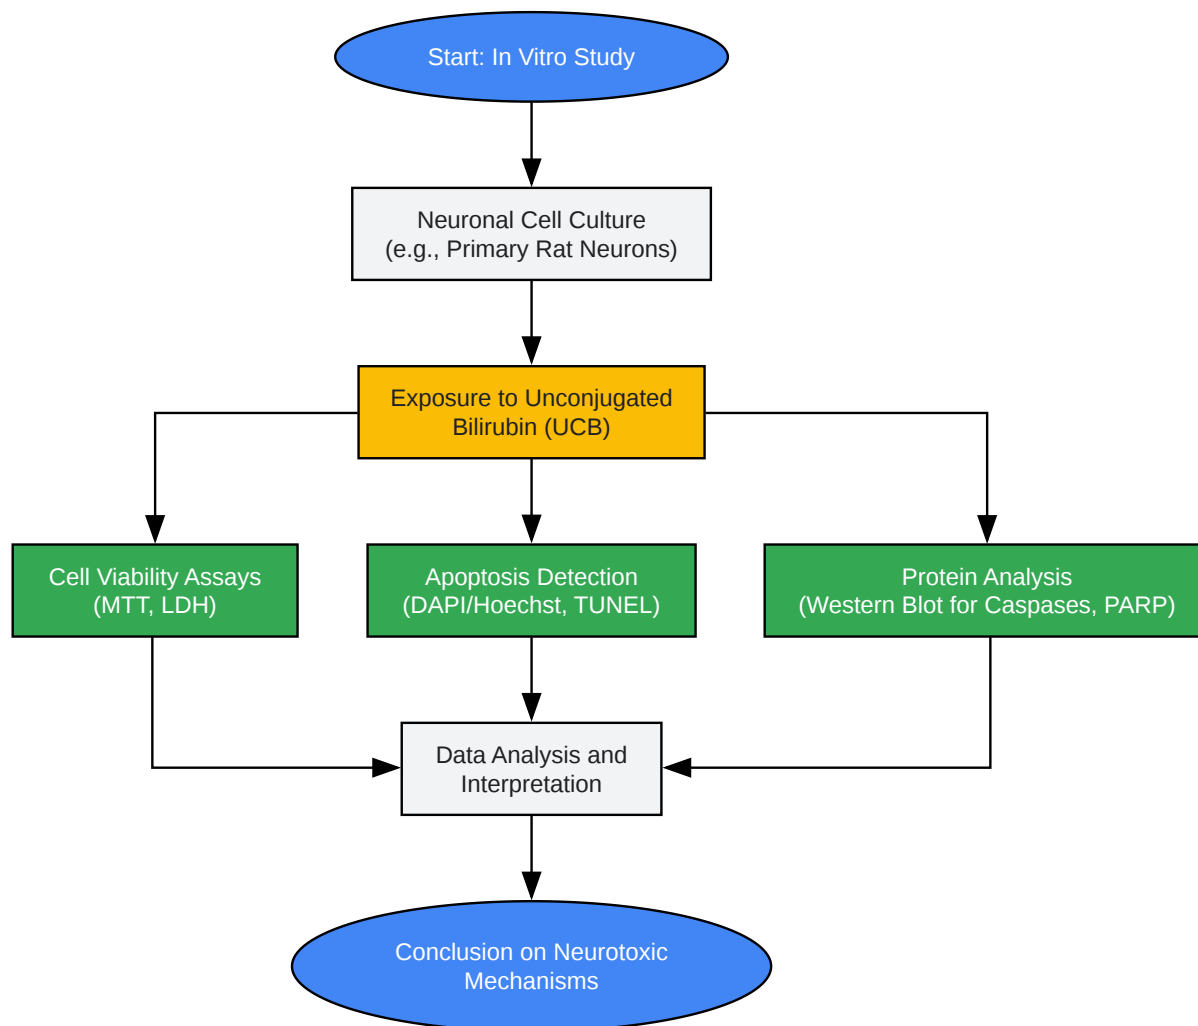 Start: In Vitro Study
Neuronal Cell Culture
(e.g., Primary Rat Neurons)
Exposure to Unconjugated
Bilirubin (UCB)
Cell Viability Assays
(MTT, LDH)
Apoptosis Detection
(DAPI/Hoechst, TUNEL)
Protein Analysis
(Western Blot for Caspases, PARP)
Data Analysis and
Interpretation
Conclusion on Neurotoxic
Mechanisms